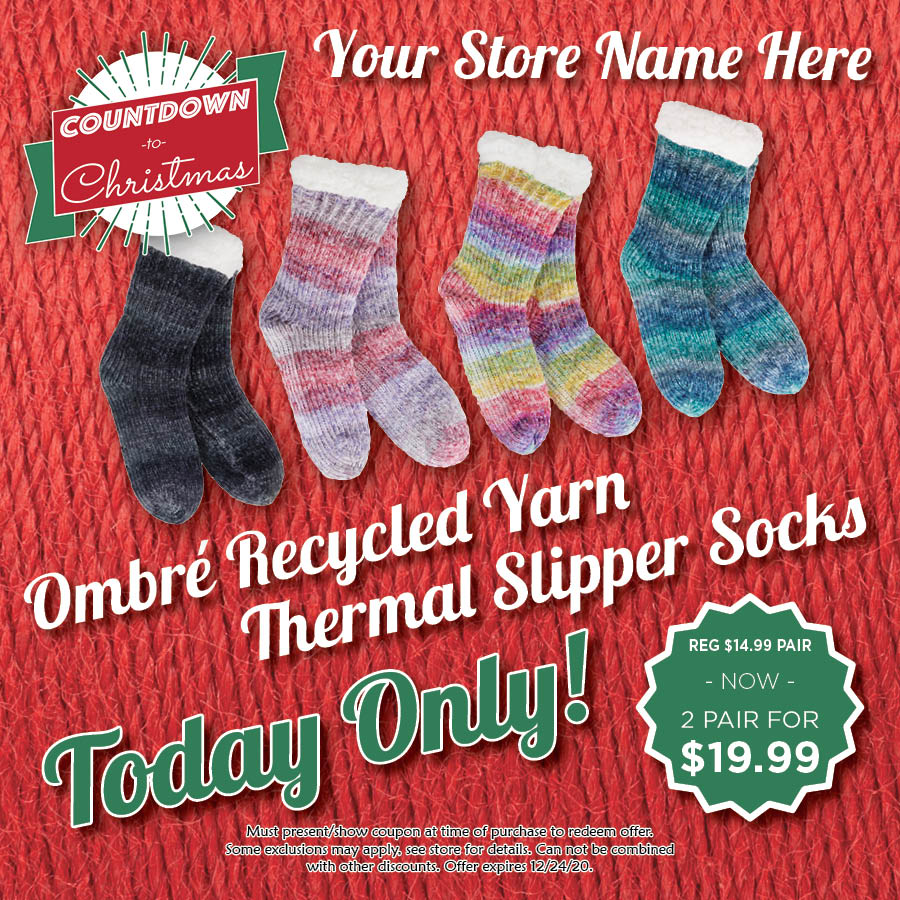 Your Store Name Here
COUNTDOWN
-to-
Christmas
Ombré Recycled Yarn
Thermal Slipper Socks
Today Only!
REG $14.99 PAIR
- NOW -
2 PAIR FOR
$19.99
Must present/show coupon at time of purchase to redeem offer.
Some exclusions may apply, see store for details. Can not be combined
with other discounts. Offer expires 12/24/20.